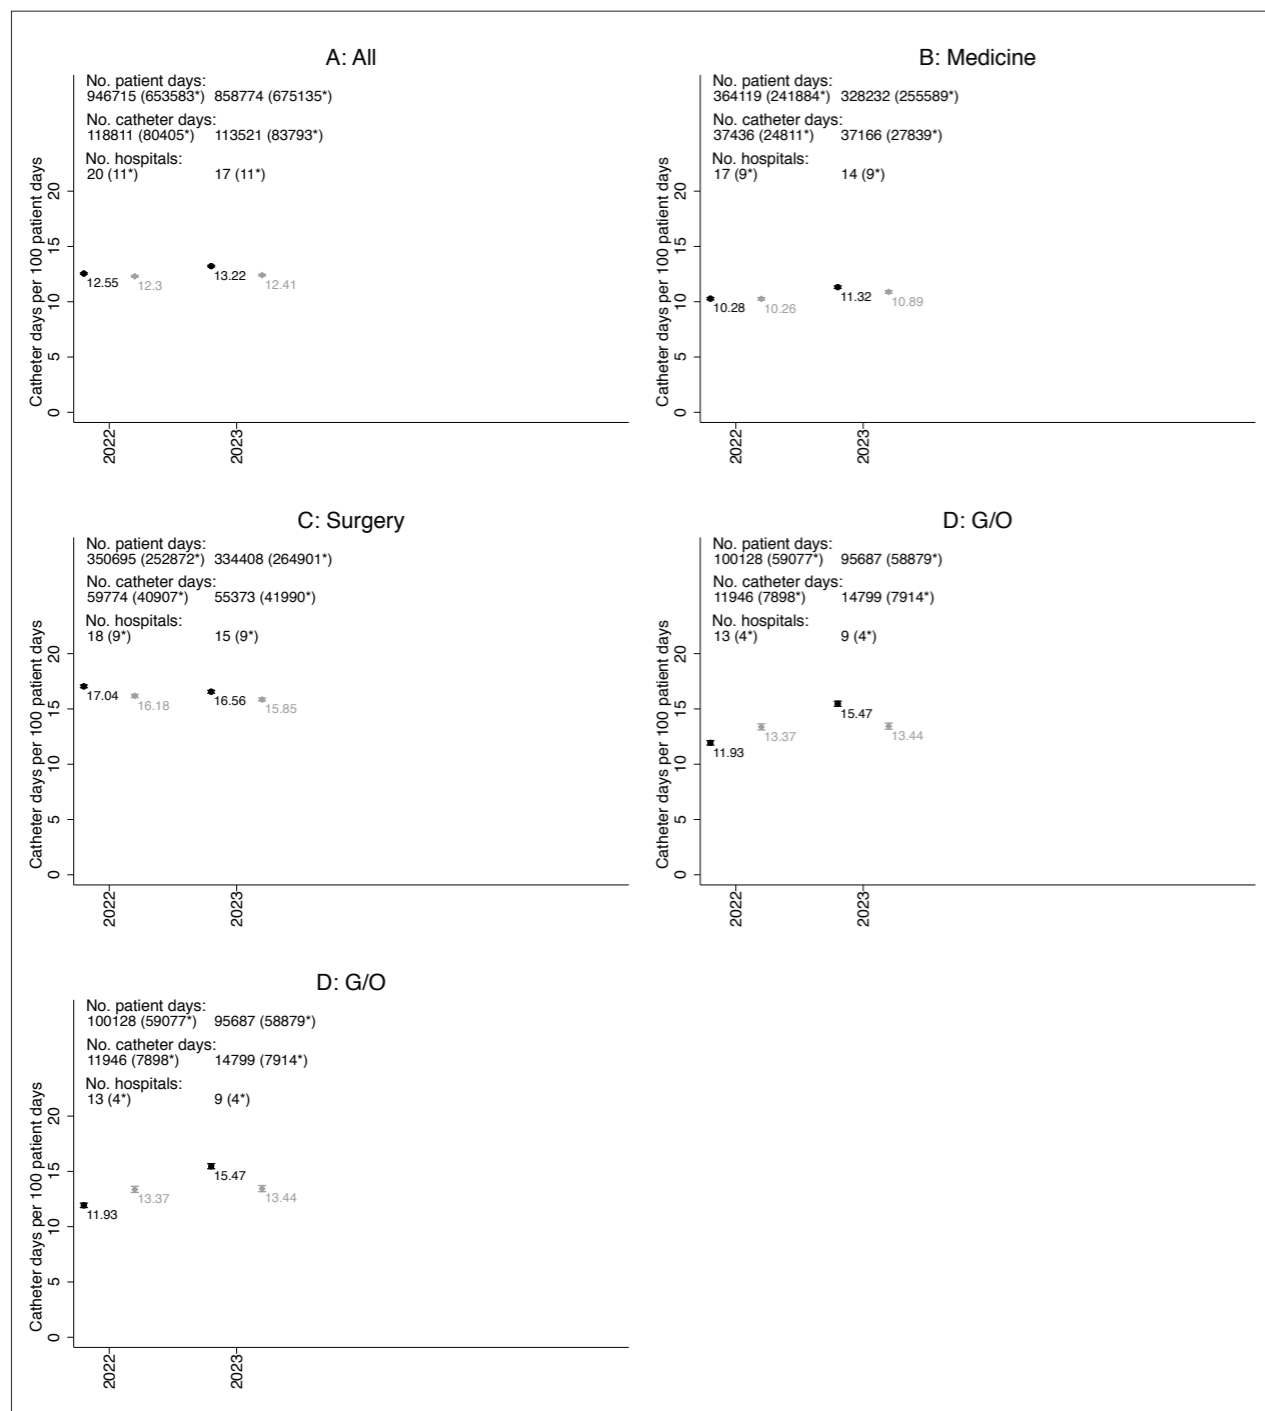 A: All
No. patient days:
946715 (653583*) 858774 (675135*)
No. catheter days:
118811 (80405*) 113521 (83793*)
No. hospitals:
20 (11*) 17 (11*)
Catheter days per 100 patient days
20
15
10
5
0
12.55
12.3
13.22
12.41
2022
2023
B: Medicine
No. patient days:
364119 (241884*) 328232 (255589*)
No. catheter days:
37436 (24811*) 37166 (27839*)
No. hospitals:
17 (9*) 14 (9*)
Catheter days per 100 patient days
20
15
10
5
0
10.28
10.26
11.32
10.89
2022
2023
C: Surgery
No. patient days:
350695 (252872*) 334408 (264901*)
No. catheter days:
59774 (40907*) 55373 (41990*)
No. hospitals:
18 (9*) 15 (9*)
Catheter days per 100 patient days
20
15
10
5
0
17.04
16.18
16.56
15.85
2022
2023
D: G/O
No. patient days:
100128 (59077*) 95687 (58879*)
No. catheter days:
11946 (7898*) 14799 (7914*)
No. hospitals:
13 (4*) 9 (4*)
Catheter days per 100 patient days
20
15
10
5
0
11.93
13.37
15.47
13.44
2022
2023
D: G/O
No. patient days:
100128 (59077*) 95687 (58879*)
No. catheter days:
11946 (7898*) 14799 (7914*)
No. hospitals:
13 (4*) 9 (4*)
Catheter days per 100 patient days
20
15
10
5
0
11.93
13.37
15.47
13.44
2022
2023